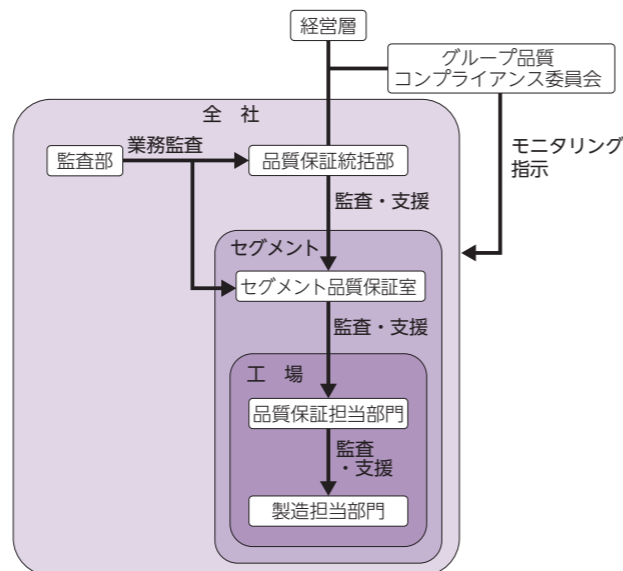 経営層
グループ品質
コンプライアンス委員会
全 社
業務監査
監査部
品質保証統括部
モニタリング
指示
監査・支援
セグメント
セグメント品質保証室
監査・支援
工 場
品質保証担当部門
監査
・支援
製造担当部門